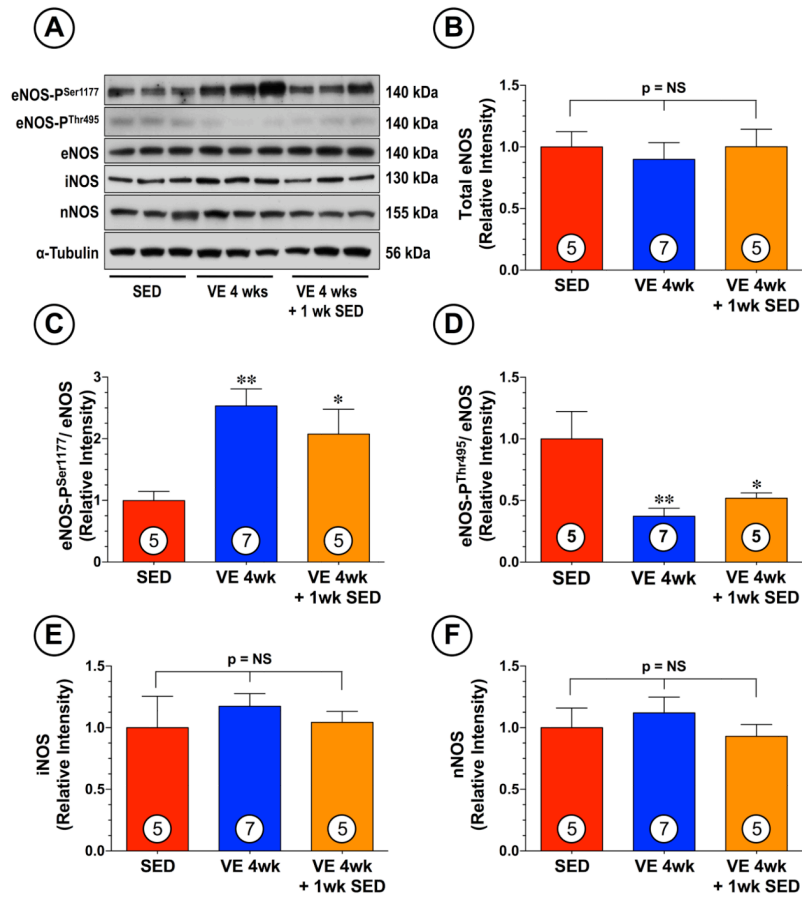 A
eNOS-P^Ser1177 140 kDa
eNOS-P^Thr495 140 kDa
eNOS 140 kDa
iNOS 130 kDa
nNOS 155 kDa
α-Tubulin 56 kDa
SED VE 4 wks VE 4 wks
+ 1 wk SED
B
Total eNOS
(Relative Intensity)
1.5
1.0
0.5
0.0
p = NS
5 7 5
SED VE 4wk VE 4wk
+ 1wk SED
C
eNOS-P^Ser1177/ eNOS
(Relative Intensity)
3
2
1
0
** *
5 7 5
SED VE 4wk VE 4wk
+ 1wk SED
D
eNOS-P^Thr495/ eNOS
(Relative Intensity)
1.5
1.0
0.5
0.0
** *
5 7 5
SED VE 4wk VE 4wk
+ 1wk SED
E
iNOS
(Relative Intensity)
1.5
1.0
0.5
0.0
p = NS
5 7 5
SED VE 4wk VE 4wk
+ 1wk SED
F
nNOS
(Relative Intensity)
1.5
1.0
0.5
0.0
p = NS
5 7 5
SED VE 4wk VE 4wk
+ 1wk SED